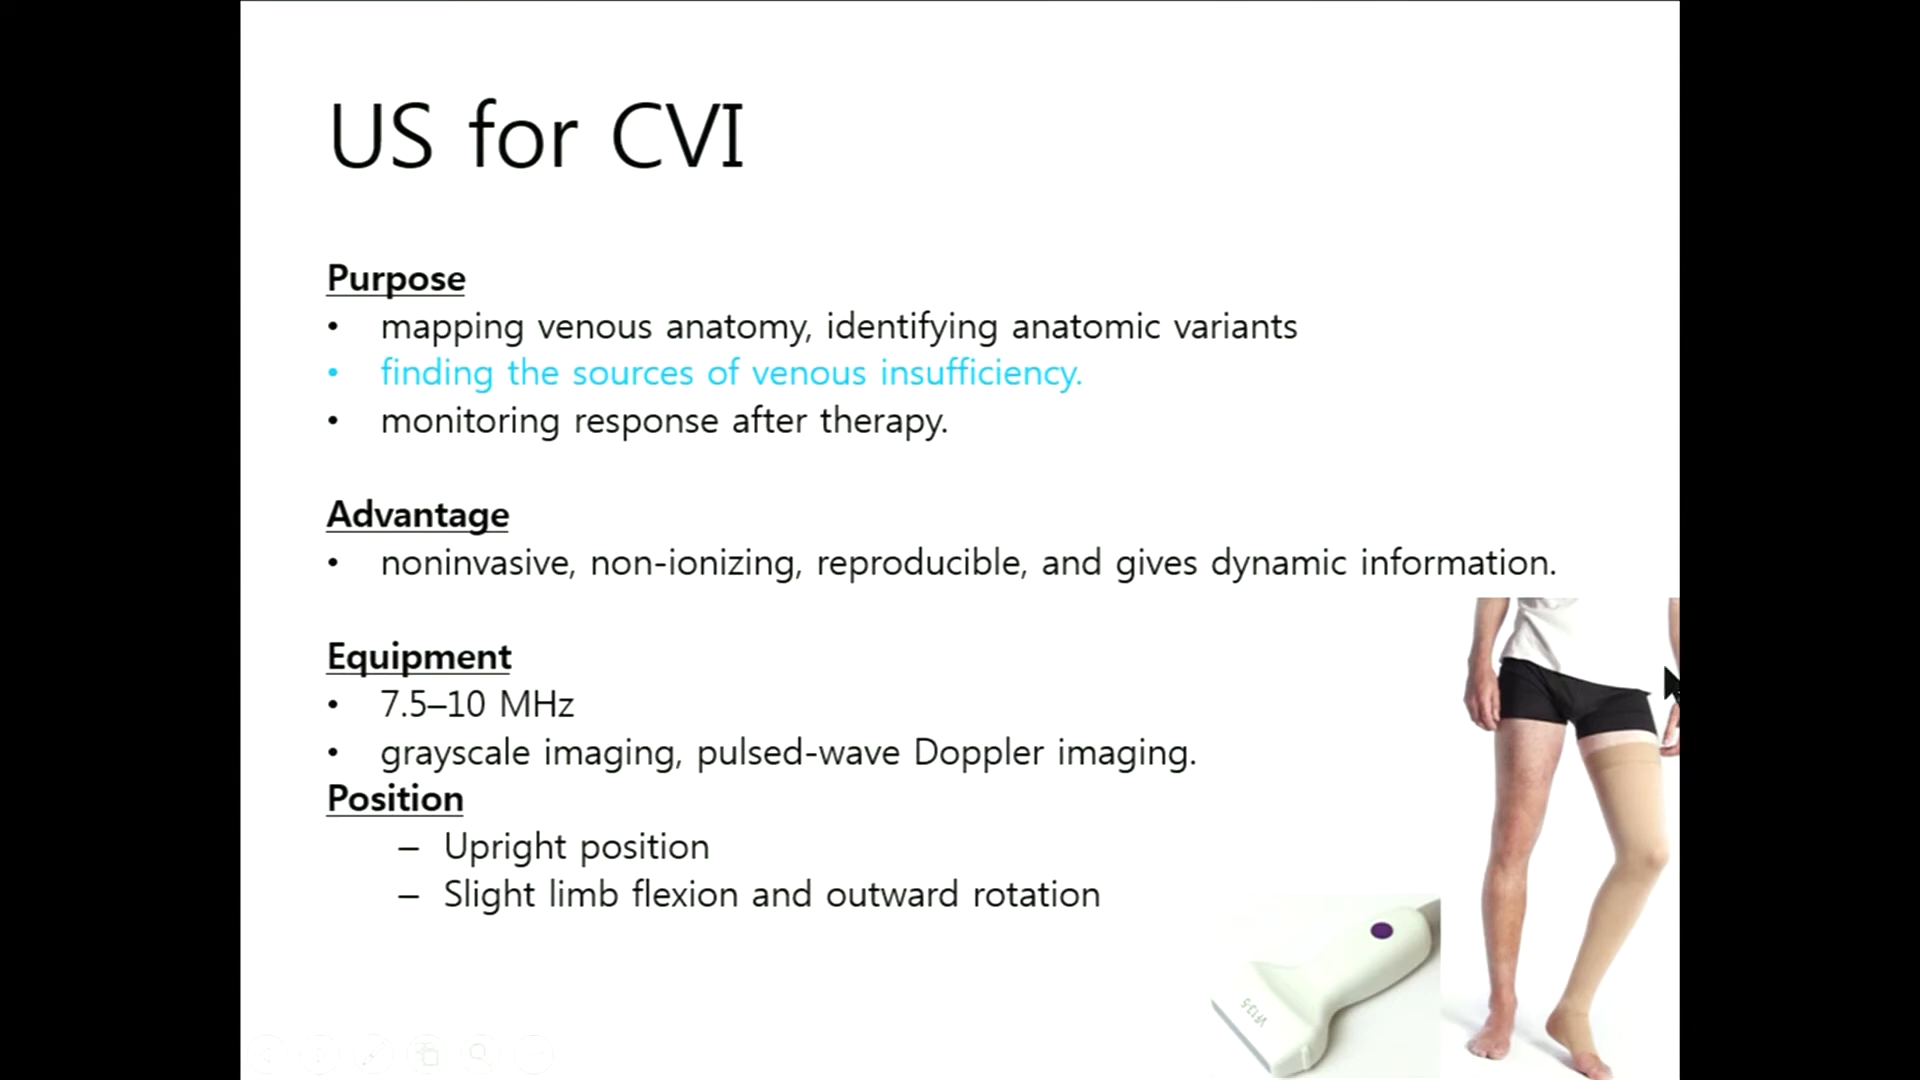 US for CVI
Purpose
• mapping venous anatomy, identifying anatomic variants
• finding the sources of venous insufficiency.
• monitoring response after therapy.
Advantage
• noninvasive, non-ionizing, reproducible, and gives dynamic information.
Equipment
• 7.5–10 MHz
• grayscale imaging, pulsed-wave Doppler imaging.
Position
– Upright position
– Slight limb flexion and outward rotation
VF13-5